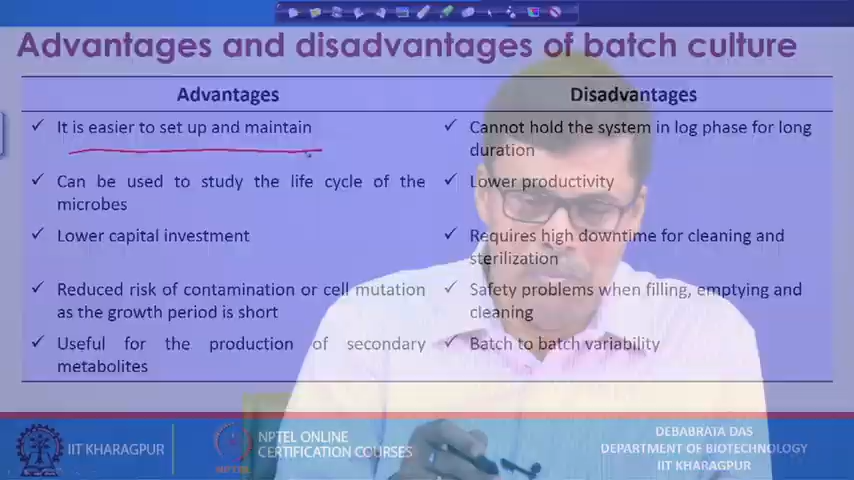 Advantages and disadvantages of batch culture
Advantages
Disadvantages
✓ It is easier to set up and maintain
✓ Cannot hold the system in log phase for long
duration
✓ Can be used to study the life cycle of the
microbes
✓ Lower productivity
✓ Lower capital investment
✓ Requires high downtime for cleaning and
sterilization
✓ Reduced risk of contamination or cell mutation
as the growth period is short
✓ Safety problems when filling, emptying and
cleaning
✓ Useful for the production of secondary
metabolites
✓ Batch to batch variability
IIT KHARAGPUR
NPTEL
NPTEL ONLINE
CERTIFICATION COURSES
DEBABRATA DAS
DEPARTMENT OF BIOTECHNOLOGY
IIT KHARAGPUR